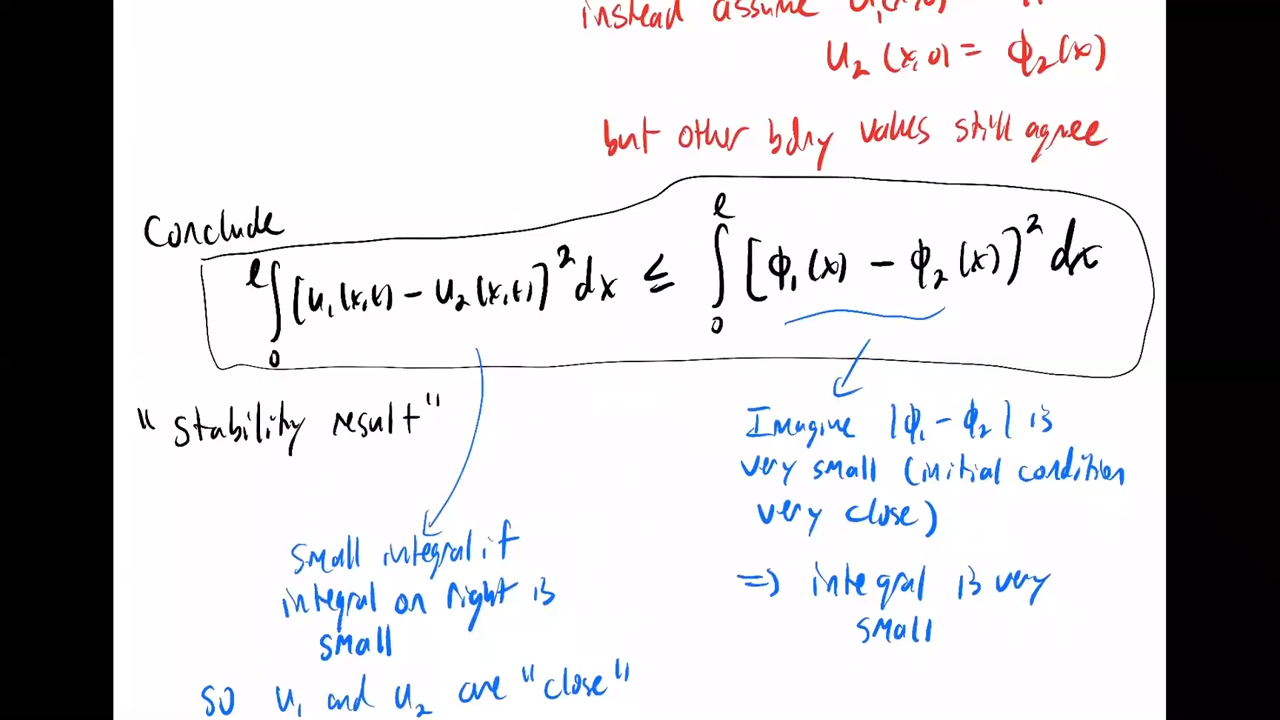 instead assume
u₂(x,0) = ϕ₂(x)
but other bdry values still agree
Conclude
∫₀ˡ [u₁(x,t) - u₂(x,t)]² dx ≤ ∫₀ˡ [ϕ₁(x) - ϕ₂(x)]² dx
"stability result"
Imagine |ϕ₁ - ϕ₂| is
very small (initial condition
very close)
=> integral is very
small
small integral if
integral on right is
small
so u₁ and u₂ are "close"